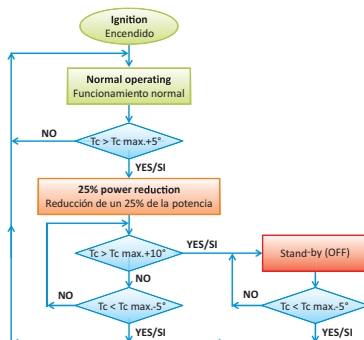 Ignition
Encendido
Normal operating
Funcionamiento normal
NO
Tc > Tc max.+5°
YES/SI
25% power reduction
Reducción de un 25% de la potencia
Tc > Tc max.+10°
YES/SI
Stand-by (OFF)
NO
NO
Tc < Tc max.-5°
NO
Tc < Tc max.-5°
YES/SI
YES/SI